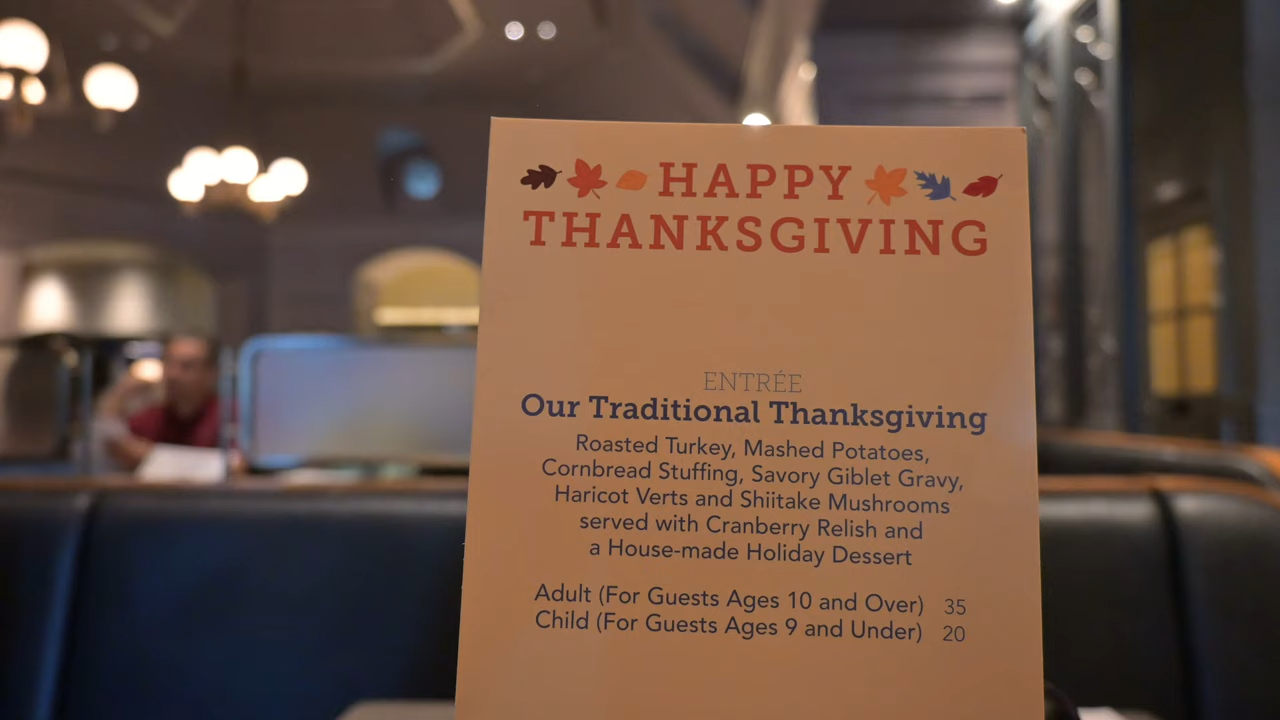 HAPPY
THANKSGIVING
ENTRÉE
Our Traditional Thanksgiving
Roasted Turkey, Mashed Potatoes,
Cornbread Stuffing, Savory Giblet Gravy,
Haricot Verts and Shiitake Mushrooms
served with Cranberry Relish and
a House-made Holiday Dessert
Adult (For Guests Ages 10 and Over) 35
Child (For Guests Ages 9 and Under) 20